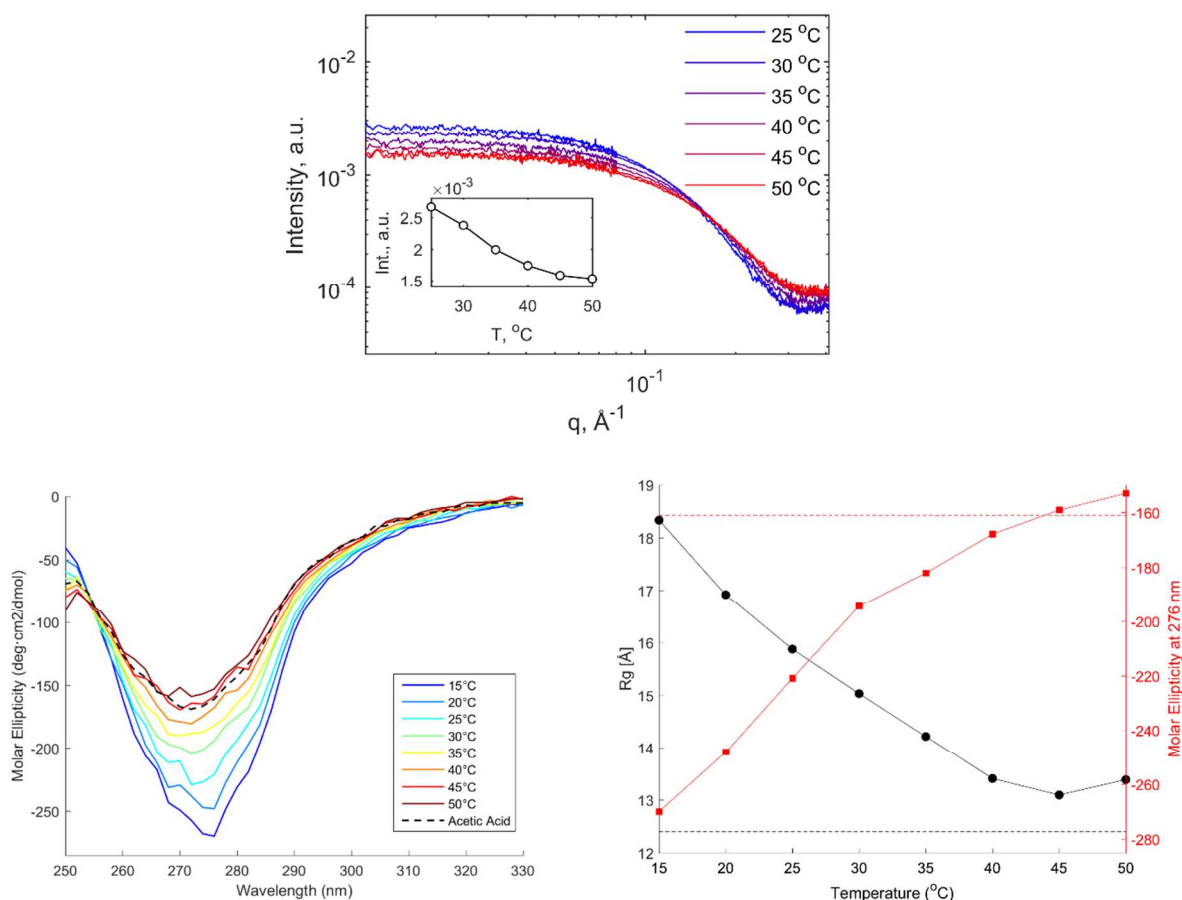 25 °C
30 °C
35 °C
40 °C
45 °C
50 °C
10⁻²
10⁻³
10⁻⁴
Intensity, a.u.
×10⁻³
2.5
2
1.5
Int., a.u.
30 40 50
T, °C
10⁻¹
q, Å⁻¹
0
-50
-100
-150
-200
-250
Molar Ellipticity (deg·cm2/dmol)
15°C
20°C
25°C
30°C
35°C
40°C
45°C
50°C
Acetic Acid
250 260 270 280 290 300 310 320 330
Wavelength (nm)
19
18
17
16
15
14
13
12
Rg [Å]
-160
-180
-200
-220
-240
-260
-280
Molar Ellipticity at 276 nm
15 20 25 30 35 40 45 50
Temperature (°C)